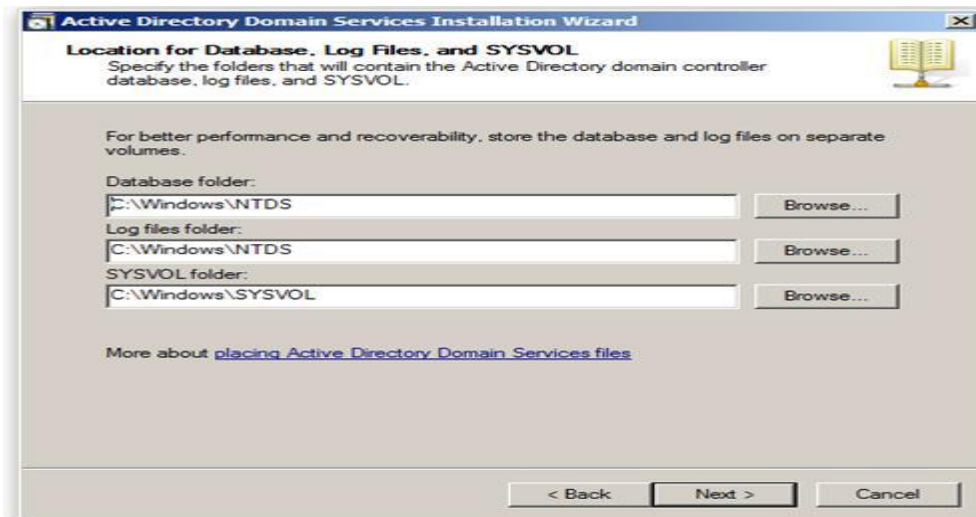 Active Directory Domain Services Installation Wizard
Location for Database, Log Files, and SYSVOL
Specify the folders that will contain the Active Directory domain controller
database, log files, and SYSVOL.
For better performance and recoverability, store the database and log files on separate
volumes.
Database folder:
C:\Windows\NTDS
Browse...
Log files folder:
C:\Windows\NTDS
Browse...
SYSVOL folder:
C:\Windows\SYSVOL
Browse...
More about placing Active Directory Domain Services files
< Back
Next >
Cancel